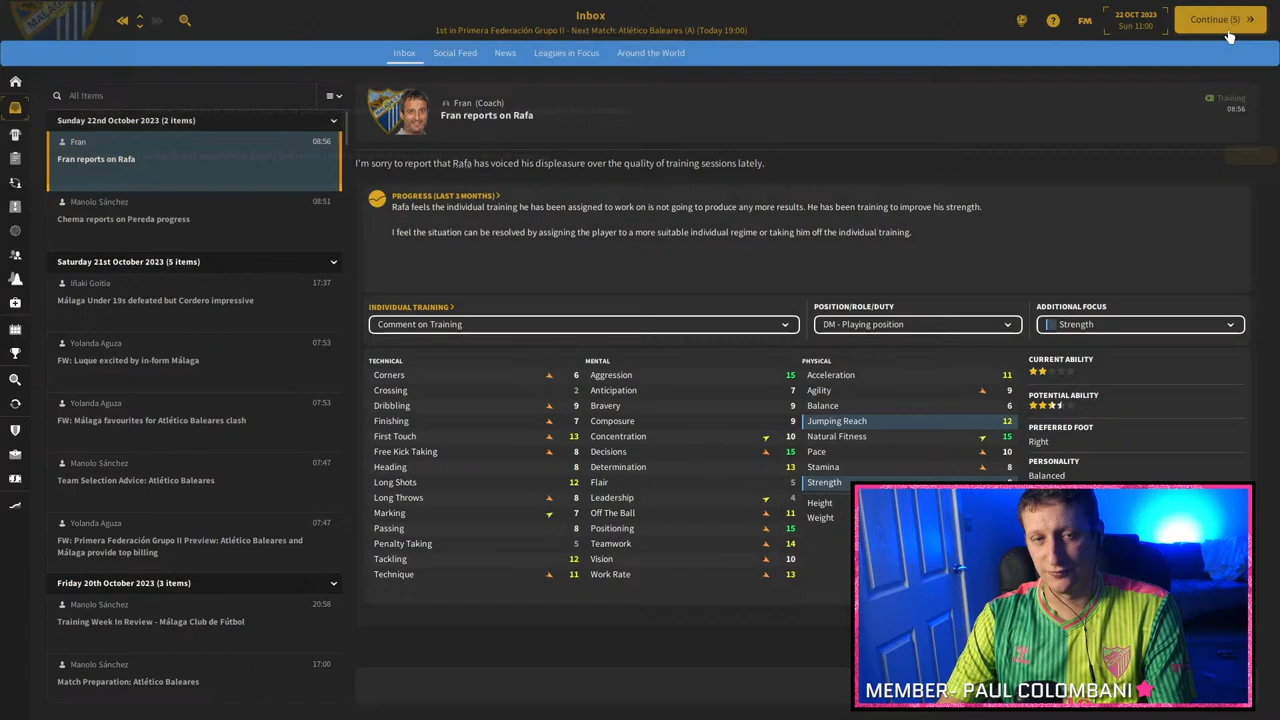 Inbox
1st in Primera Federación Grupo II - Next Match: Atlético Baleares (A) (Today 19:00)
FM
22 OCT 2023
Sun 11:00
Continue (5)
Inbox
Social Feed
News
Leagues in Focus
Around the World
All Items
Sunday 22nd October 2023 (2 items)
Fran
08:56
Fran reports on Rafa
Manolo Sánchez
08:51
Chema reports on Pereda progress
Saturday 21st October 2023 (5 items)
Iñaki Goitia
17:37
Málaga Under 19s defeated but Cordero impressive
Yolanda Aguza
07:53
FW: Luque excited by in-form Málaga
Yolanda Aguza
07:53
FW: Málaga favourites for Atlético Baleares clash
Manolo Sánchez
07:47
Team Selection Advice: Atlético Baleares
Yolanda Aguza
07:47
FW: Primera Federación Grupo II Preview: Atlético Baleares and
Málaga provide top billing
Friday 20th October 2023 (3 items)
Manolo Sánchez
20:58
Training Week In Review - Málaga Club de Fútbol
Manolo Sánchez
17:00
Match Preparation: Atlético Baleares
Fran (Coach)
Fran reports on Rafa
Training
08:56
I'm sorry to report that Rafa has voiced his displeasure over the quality of training sessions lately.
PROGRESS (LAST 3 MONTHS) >
Rafa feels the individual training he has been assigned to work on is not going to produce any more results. He has been training to improve his strength.
I feel the situation can be resolved by assigning the player to a more suitable individual regime or taking him off the individual training.
INDIVIDUAL TRAINING >
Comment on Training
POSITION/ROLE/DUTY
DM - Playing position
ADDITIONAL FOCUS
Strength
TECHNICAL
Corners 6
Crossing 2
Dribbling 9
Finishing 7
First Touch 13
Free Kick Taking 8
Heading 8
Long Shots 12
Long Throws 8
Marking 7
Passing 8
Penalty Taking 5
Tackling 12
Technique 11
MENTAL
Aggression 15
Anticipation 7
Bravery 9
Composure 9
Concentration 10
Decisions 15
Determination 13
Flair 5
Leadership 4
Off The Ball 11
Positioning 15
Teamwork 14
Vision 10
Work Rate 13
PHYSICAL
Acceleration 11
Agility 9
Balance 6
Jumping Reach 12
Natural Fitness 15
Pace 10
Stamina 8
Strength
Height
Weight
CURRENT ABILITY
POTENTIAL ABILITY
PREFERRED FOOT
Right
PERSONALITY
Balanced
MEMBER- PAUL COLOMBANI